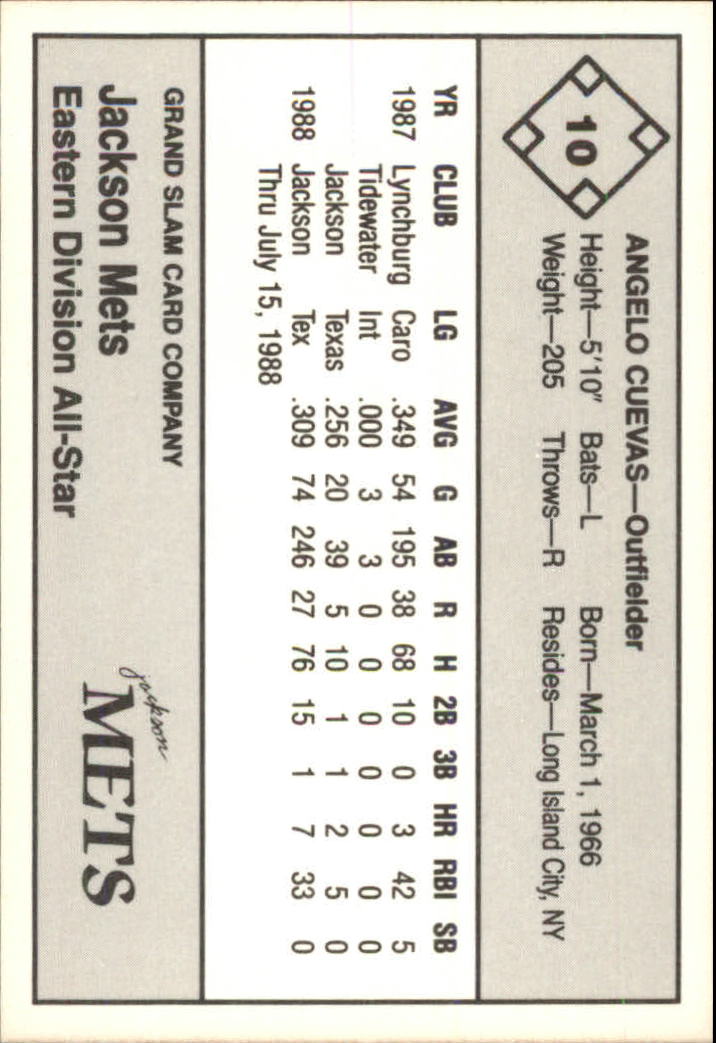 10
ANGELO CUEVAS—Outfielder
Height—5'10" Bats—L Born—March 1, 1966
Weight—205 Throws—R Resides—Long Island City, NY
YR CLUB LG AVG G AB R H 2B 3B HR RBI SB
1987 Lynchburg Caro .349 54 195 38 68 10 0 3 42 5
Tidewater Int .000 3 3 0 0 0 0 0 0 0
Jackson Texas .256 20 39 5 10 1 1 2 5 0
1988 Jackson Tex .309 74 246 27 76 15 1 7 33 0
Thru July 15, 1988
GRAND SLAM CARD COMPANY
Jackson Mets
Eastern Division All-Star
jackson
METS